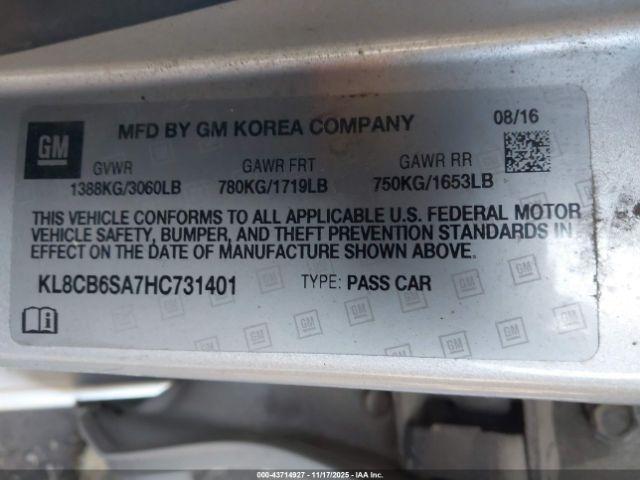 GM
MFD BY GM KOREA COMPANY
08/16
GVWR GAWR FRT GAWR RR
1388KG/3060LB 780KG/1719LB 750KG/1653LB
THIS VEHICLE CONFORMS TO ALL APPLICABLE U.S. FEDERAL MOTOR
VEHICLE SAFETY, BUMPER, AND THEFT PREVENTION STANDARDS IN
EFFECT ON THE DATE OF MANUFACTURE SHOWN ABOVE.
KL8CB6SA7HC731401 TYPE: PASS CAR
000-43714927 - 11/17/2025 - IAA Inc.